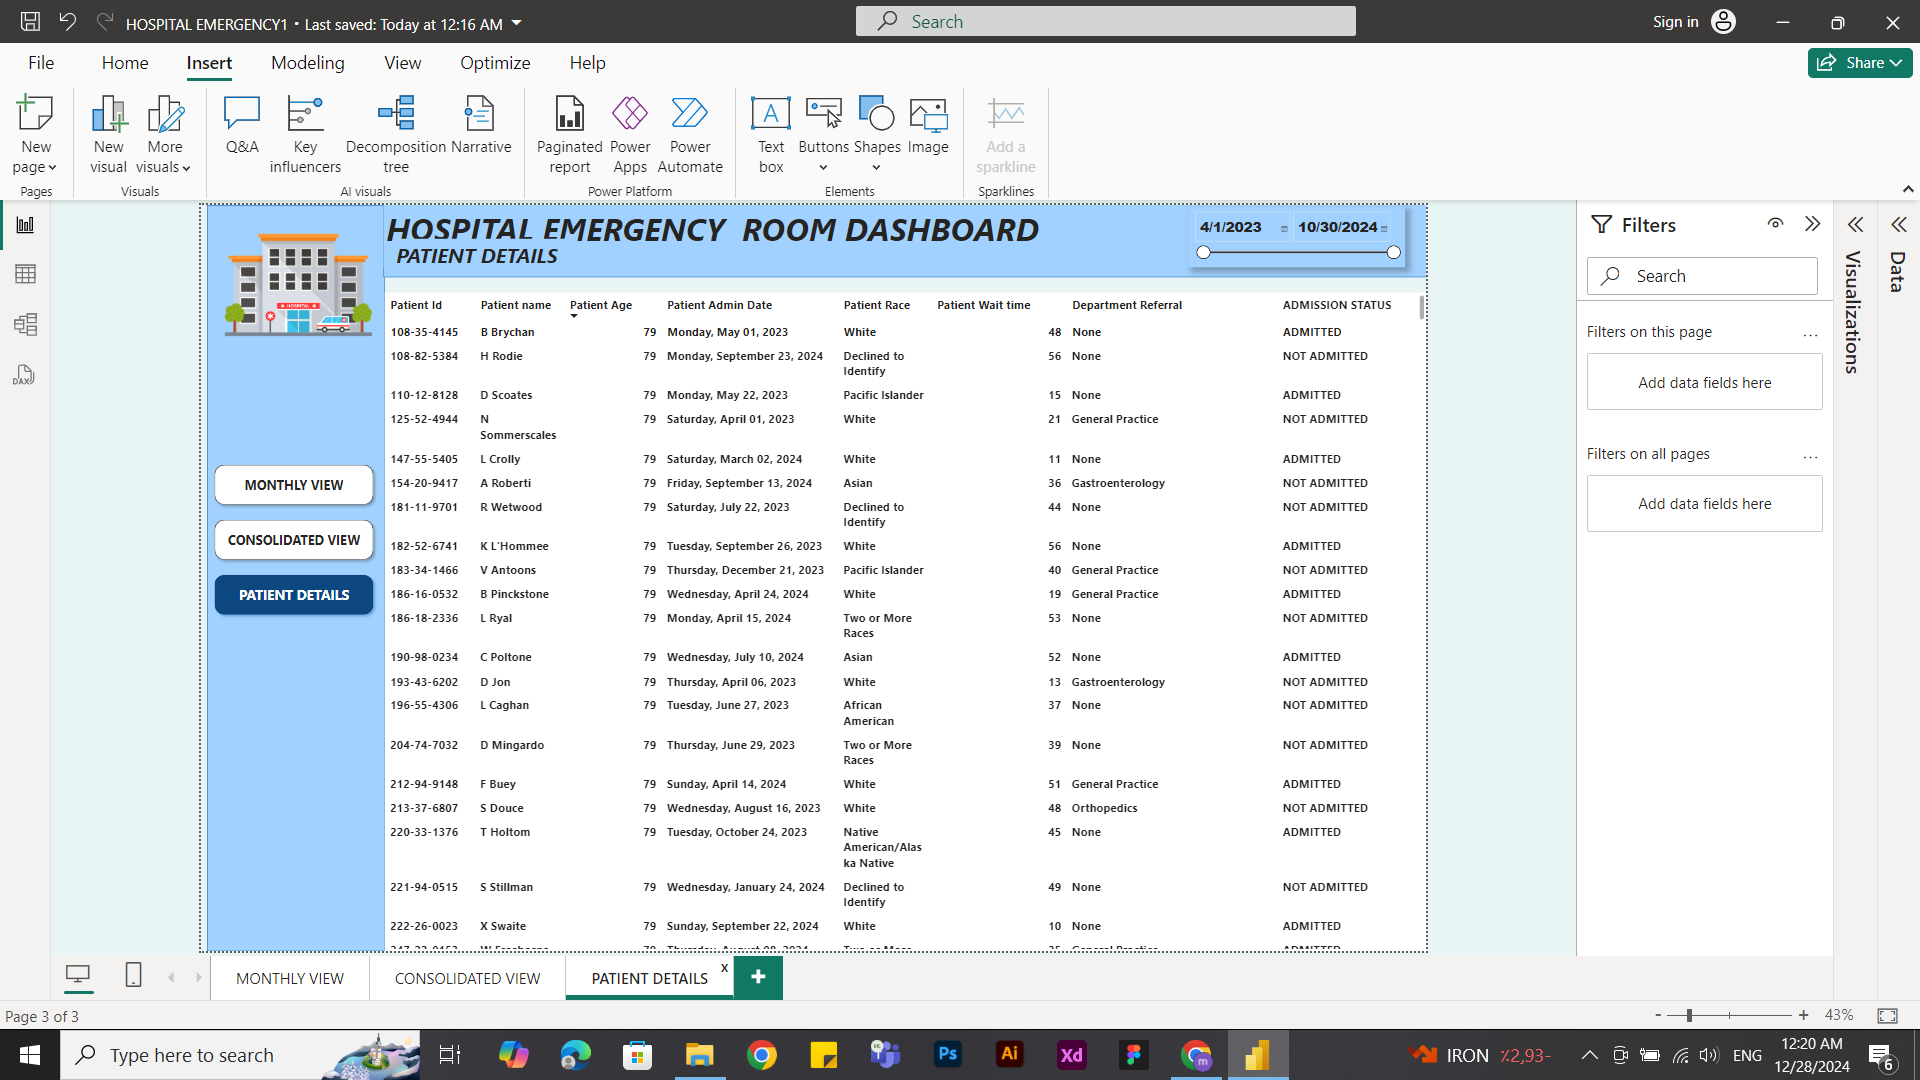 HOSPITAL EMERGENCY1 • Last saved: Today at 12:16 AM
Search
Sign in
File Home Insert Modeling View Optimize Help
Share
New page
New visual
More visuals
Q&A
Key influencers
Decomposition tree
Narrative
Paginated report
Power Apps
Power Automate
Text box
Buttons
Shapes
Image
Add a sparkline
Pages Visuals AI visuals Power Platform Elements Sparklines
DAX
HOSPITAL EMERGENCY ROOM DASHBOARD
PATIENT DETAILS
4/1/2023 10/30/2024
HOSPITAL
MONTHLY VIEW
CONSOLIDATED VIEW
PATIENT DETAILS
Patient Id Patient name Patient Age Patient Admin Date Patient Race Patient Wait time Department Referral ADMISSION STATUS
108-35-4145 B Brychan 79 Monday, May 01, 2023 White 48 None ADMITTED
108-82-5384 H Rodie 79 Monday, September 23, 2024 Declined to 56 None NOT ADMITTED
Identify
110-12-8128 D Scoates 79 Monday, May 22, 2023 Pacific Islander 15 None ADMITTED
125-52-4944 N 79 Saturday, April 01, 2023 White 21 General Practice NOT ADMITTED
Sommerscales
147-55-5405 L Crolly 79 Saturday, March 02, 2024 White 11 None ADMITTED
154-20-9417 A Roberti 79 Friday, September 13, 2024 Asian 36 Gastroenterology NOT ADMITTED
181-11-9701 R Wetwood 79 Saturday, July 22, 2023 Declined to 44 None NOT ADMITTED
Identify
182-52-6741 K L'Hommee 79 Tuesday, September 26, 2023 White 56 None ADMITTED
183-34-1466 V Antoons 79 Thursday, December 21, 2023 Pacific Islander 40 General Practice NOT ADMITTED
186-16-0532 B Pinckstone 79 Wednesday, April 24, 2024 White 19 General Practice ADMITTED
186-18-2336 L Ryal 79 Monday, April 15, 2024 Two or More 53 None NOT ADMITTED
Races
190-98-0234 C Poltone 79 Wednesday, July 10, 2024 Asian 52 None ADMITTED
193-43-6202 D Jon 79 Thursday, April 06, 2023 White 13 Gastroenterology NOT ADMITTED
196-55-4306 L Caghan 79 Tuesday, June 27, 2023 African 37 None NOT ADMITTED
American
204-74-7032 D Mingardo 79 Thursday, June 29, 2023 Two or More 39 None NOT ADMITTED
Races
212-94-9148 F Buey 79 Sunday, April 14, 2024 White 51 General Practice ADMITTED
213-37-6807 S Douce 79 Wednesday, August 16, 2023 White 48 Orthopedics NOT ADMITTED
220-33-1376 T Holtom 79 Tuesday, October 24, 2023 Native 45 None ADMITTED
American/Alas
ka Native
221-94-0515 S Stillman 79 Wednesday, January 24, 2024 Declined to 49 None NOT ADMITTED
Identify
222-26-0023 X Swaite 79 Sunday, September 22, 2024 White 10 None ADMITTED
Filters
Search
Filters on this page ...
Add data fields here
Filters on all pages ...
Add data fields here
Visualizations
Data
MONTHLY VIEW CONSOLIDATED VIEW PATIENT DETAILS x +
Page 3 of 3
- + 43%
Type here to search
Ps Ai Xd
IRON ٪2,93-
ENG
12:20 AM
12/28/2024
6